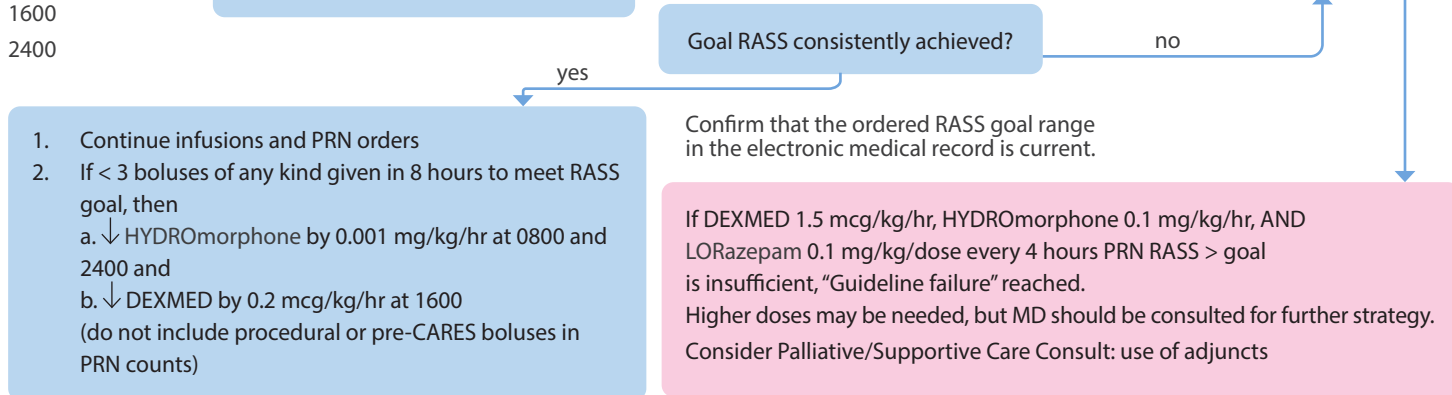 1600
2400
Goal RASS consistently achieved?
no
yes
1. Continue infusions and PRN orders
2. If < 3 boluses of any kind given in 8 hours to meet RASS
goal, then
a. ↓ HYDROmorphone by 0.001 mg/kg/hr at 0800 and
2400 and
b. ↓ DEXMED by 0.2 mcg/kg/hr at 1600
(do not include procedural or pre-CARES boluses in
PRN counts)
Confirm that the ordered RASS goal range
in the electronic medical record is current.
If DEXMED 1.5 mcg/kg/hr, HYDROmorphone 0.1 mg/kg/hr, AND
LORazepam 0.1 mg/kg/dose every 4 hours PRN RASS > goal
is insufficient, “Guideline failure” reached.
Higher doses may be needed, but MD should be consulted for further strategy.
Consider Palliative/Supportive Care Consult: use of adjuncts